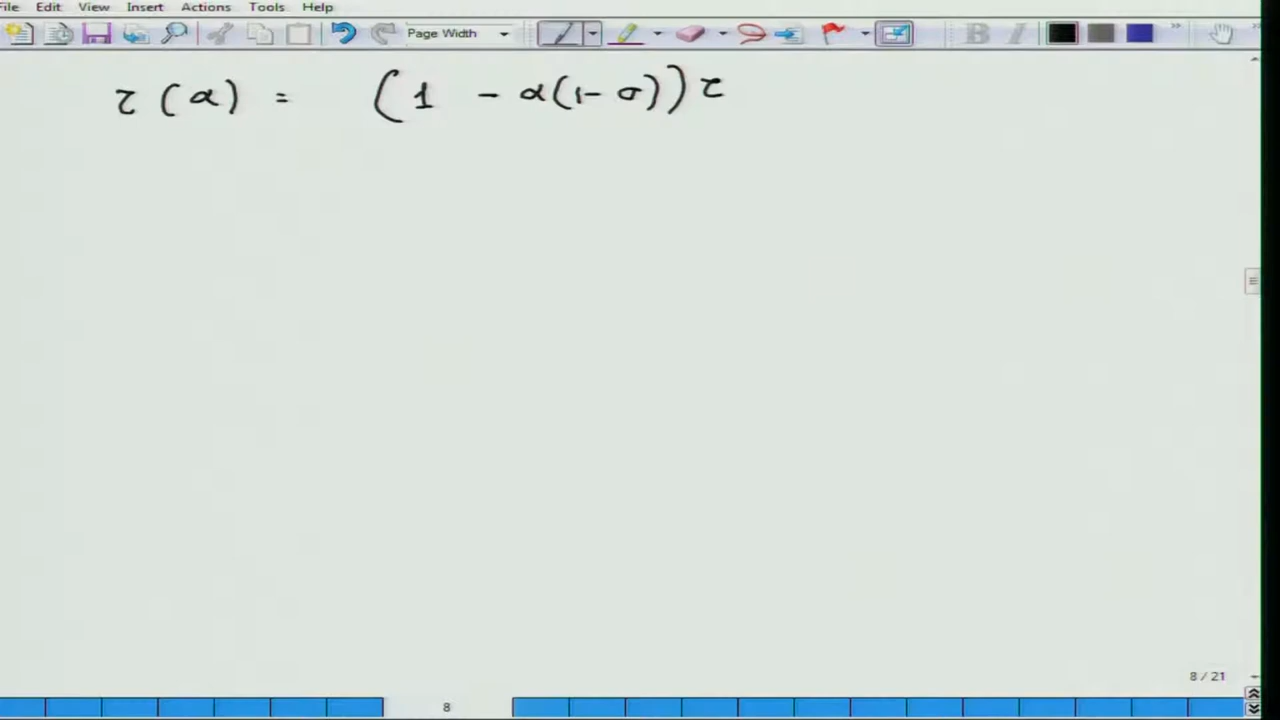 File Edit View Insert Actions Tools Help
Page Width B I
τ(α) = (1 - α(1-σ))τ
8 / 21
8